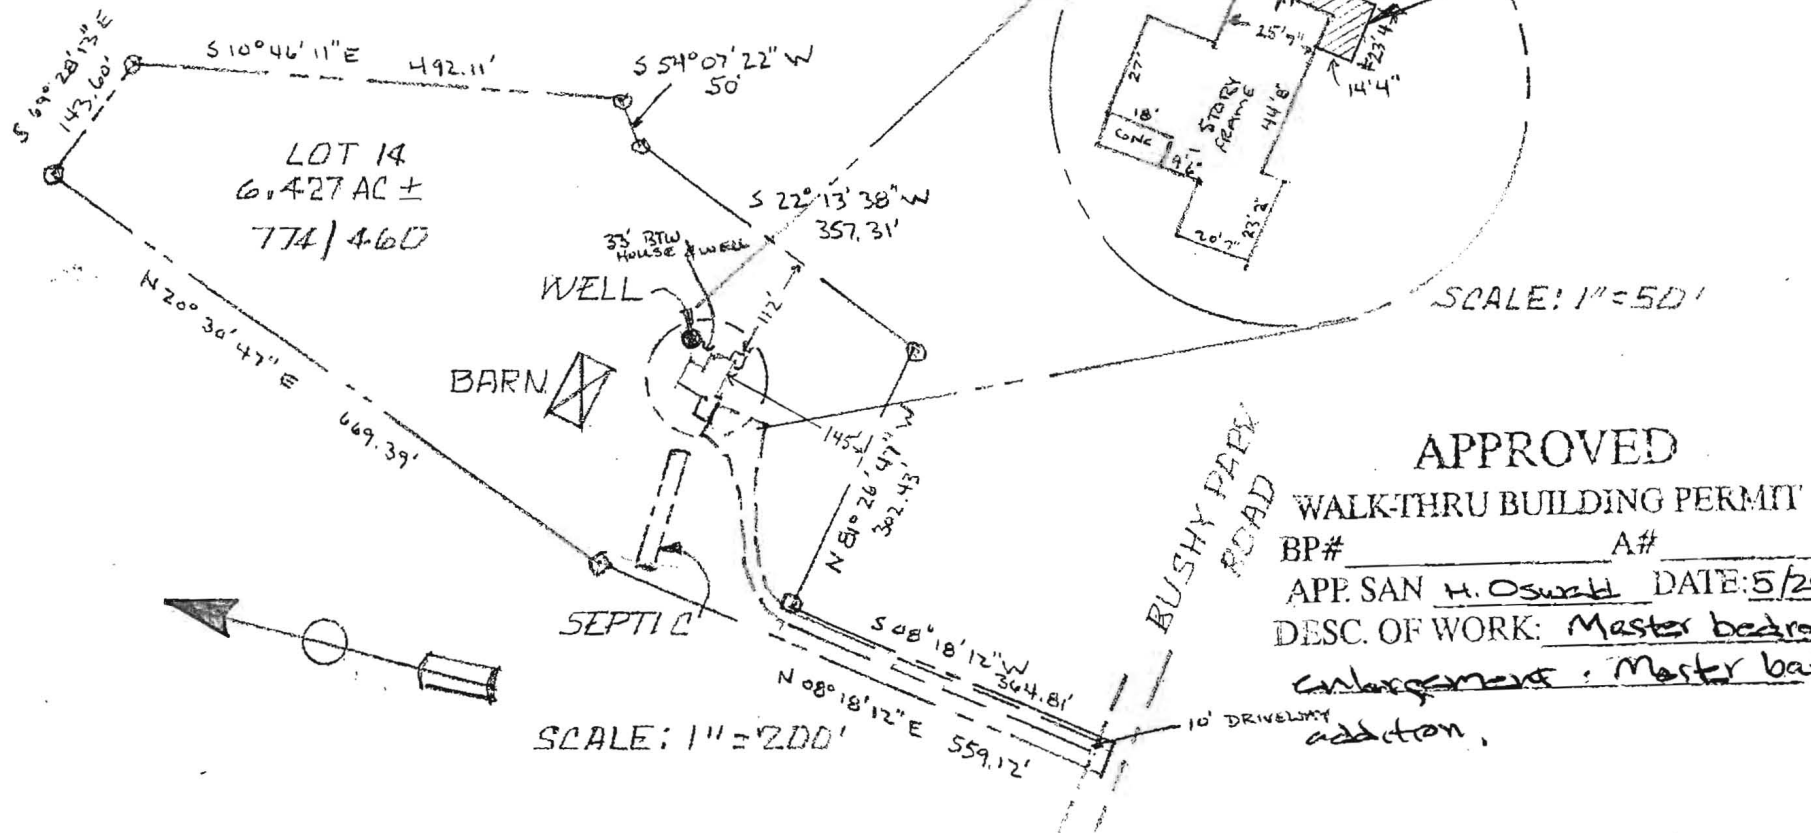 S 69° 28' 13" E
143.60'
S 10° 46' 11" E 492.11'
S 54° 07' 22" W
50'
LOT 14
6.427 AC ±
774/460
N 20° 30' 47" E
669.39'
S 22° 13' 38" W
357.31'
33' BTW
HOUSE & WELL
WELL
112'
BARN
145'
N 81° 26' 47" W
302.43'
SEPTIC
S 08° 18' 12" W
364.81'
N 08° 18' 12" E
559.12'
SCALE: 1" = 200'
BUSHY PARK
ROAD
10' DRIVEWAY
25'7"
23'4"
14'4"
27'
18'
CONC
STORY
FRAME
44'8"
20'7"
23'2"
SCALE: 1" = 50'
APPROVED
WALK-THRU BUILDING PERMIT
BP# A#
APP. SAN H. Oswald DATE: 5/2
DESC. OF WORK: Master bedro
enlargement. Master ba
addition.